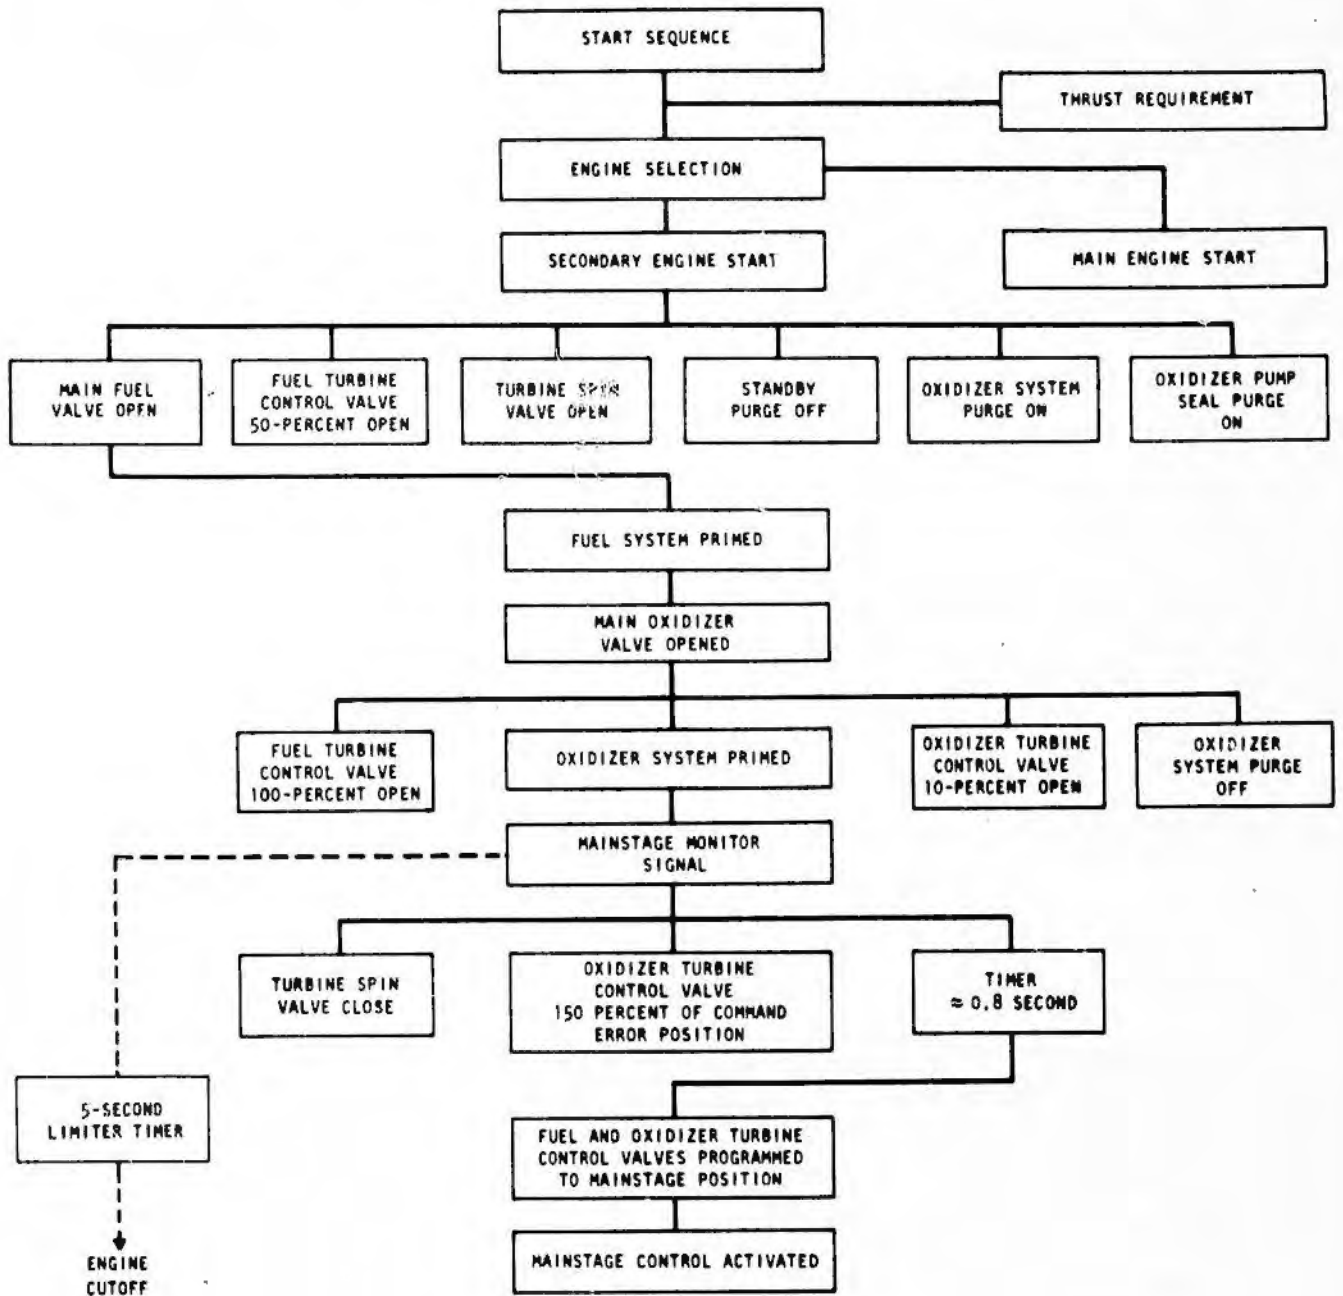 START SEQUENCE
THRUST REQUIREMENT
ENGINE SELECTION
SECONDARY ENGINE START
MAIN ENGINE START
MAIN FUEL
VALVE OPEN
FUEL TURBINE
CONTROL VALVE
50-PERCENT OPEN
TURBINE SPIN
VALVE OPEN
STANDBY
PURGE OFF
OXIDIZER SYSTEM
PURGE ON
OXIDIZER PUMP
SEAL PURGE
ON
FUEL SYSTEM PRIMED
MAIN OXIDIZER
VALVE OPENED
FUEL TURBINE
CONTROL VALVE
100-PERCENT OPEN
OXIDIZER SYSTEM PRIMED
OXIDIZER TURBINE
CONTROL VALVE
10-PERCENT OPEN
OXIDIZER
SYSTEM PURGE
OFF
MAINSTAGE MONITOR
SIGNAL
TURBINE SPIN
VALVE CLOSE
OXIDIZER TURBINE
CONTROL VALVE
150 PERCENT OF COMMAND
ERROR POSITION
TIMER
≈ 0.8 SECOND
5-SECOND
LIMITER TIMER
FUEL AND OXIDIZER TURBINE
CONTROL VALVES PROGRAMMED
TO MAINSTAGE POSITION
ENGINE
CUTOFF
MAINSTAGE CONTROL ACTIVATED